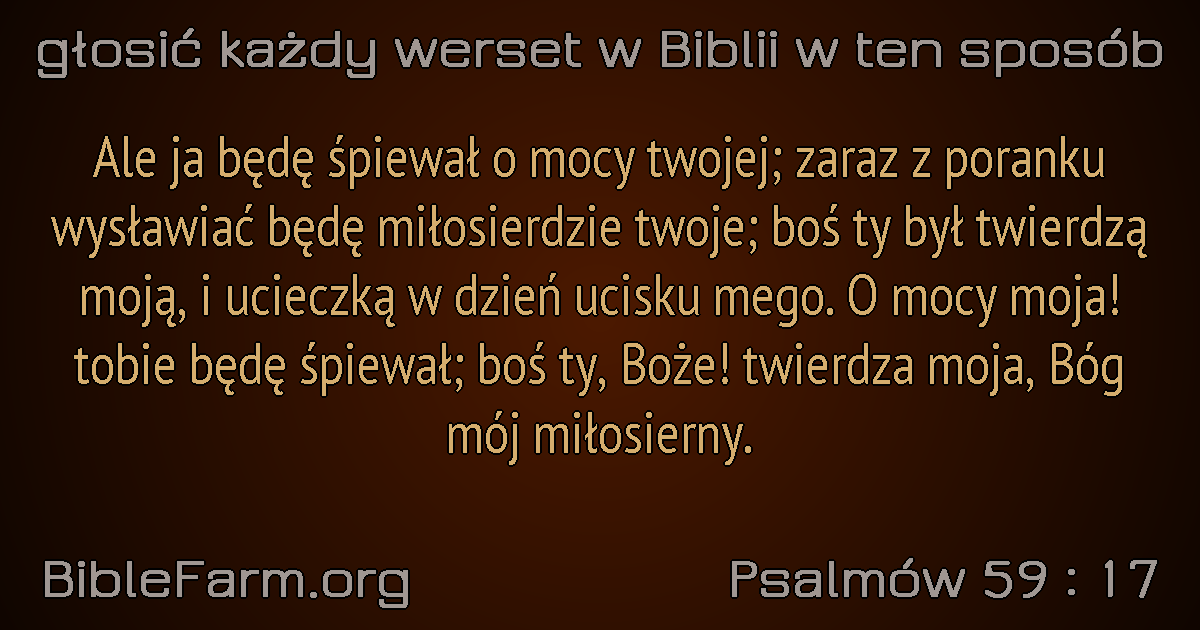 głosić każdy werset w Biblii w ten sposób
Ale ja będę śpiewał o mocy twojej; zaraz z poranku
wysławiać będę miłosierdzie twoje; boś ty był twierdzą
moją, i ucieczką w dzień ucisku mego. O mocy moja!
tobie będę śpiewał; boś ty, Boże! twierdza moja, Bóg
mój miłosierny.
BibleFarm.org
Psalmów 59 : 17